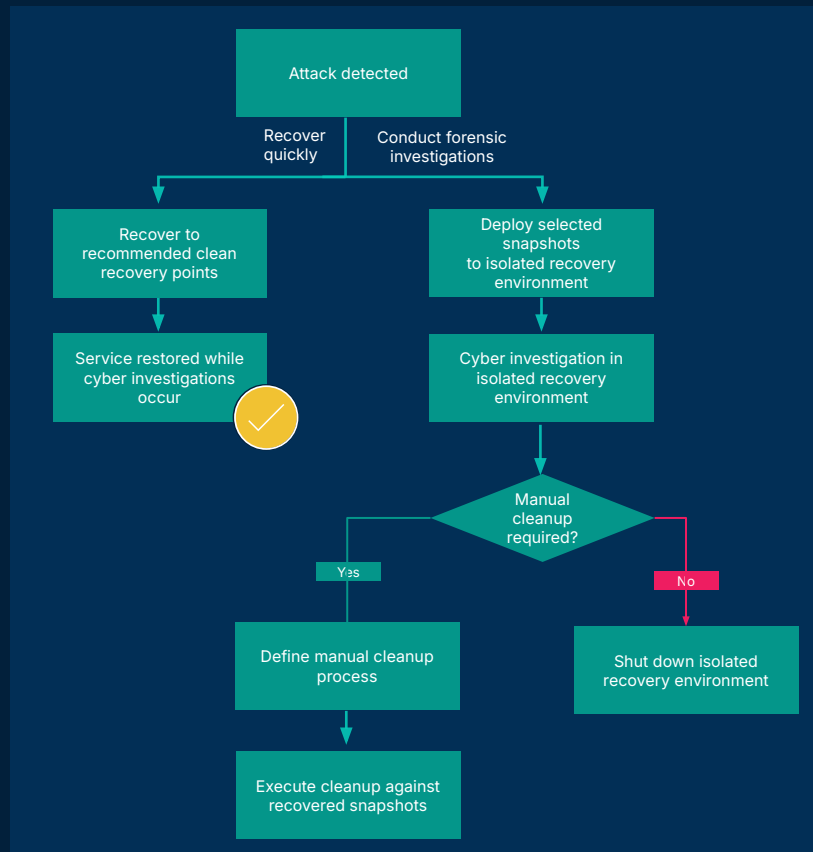 Attack detected
Recover
quickly
Conduct forensic
investigations
Recover to
recommended clean
recovery points
Deploy selected
snapshots
to isolated recovery
environment
Service restored while
cyber investigations
occur
Cyber investigation in
isolated recovery
environment
Manual
cleanup
required?
Yes
No
Define manual cleanup
process
Shut down isolated
recovery environment
Execute cleanup against
recovered snapshots